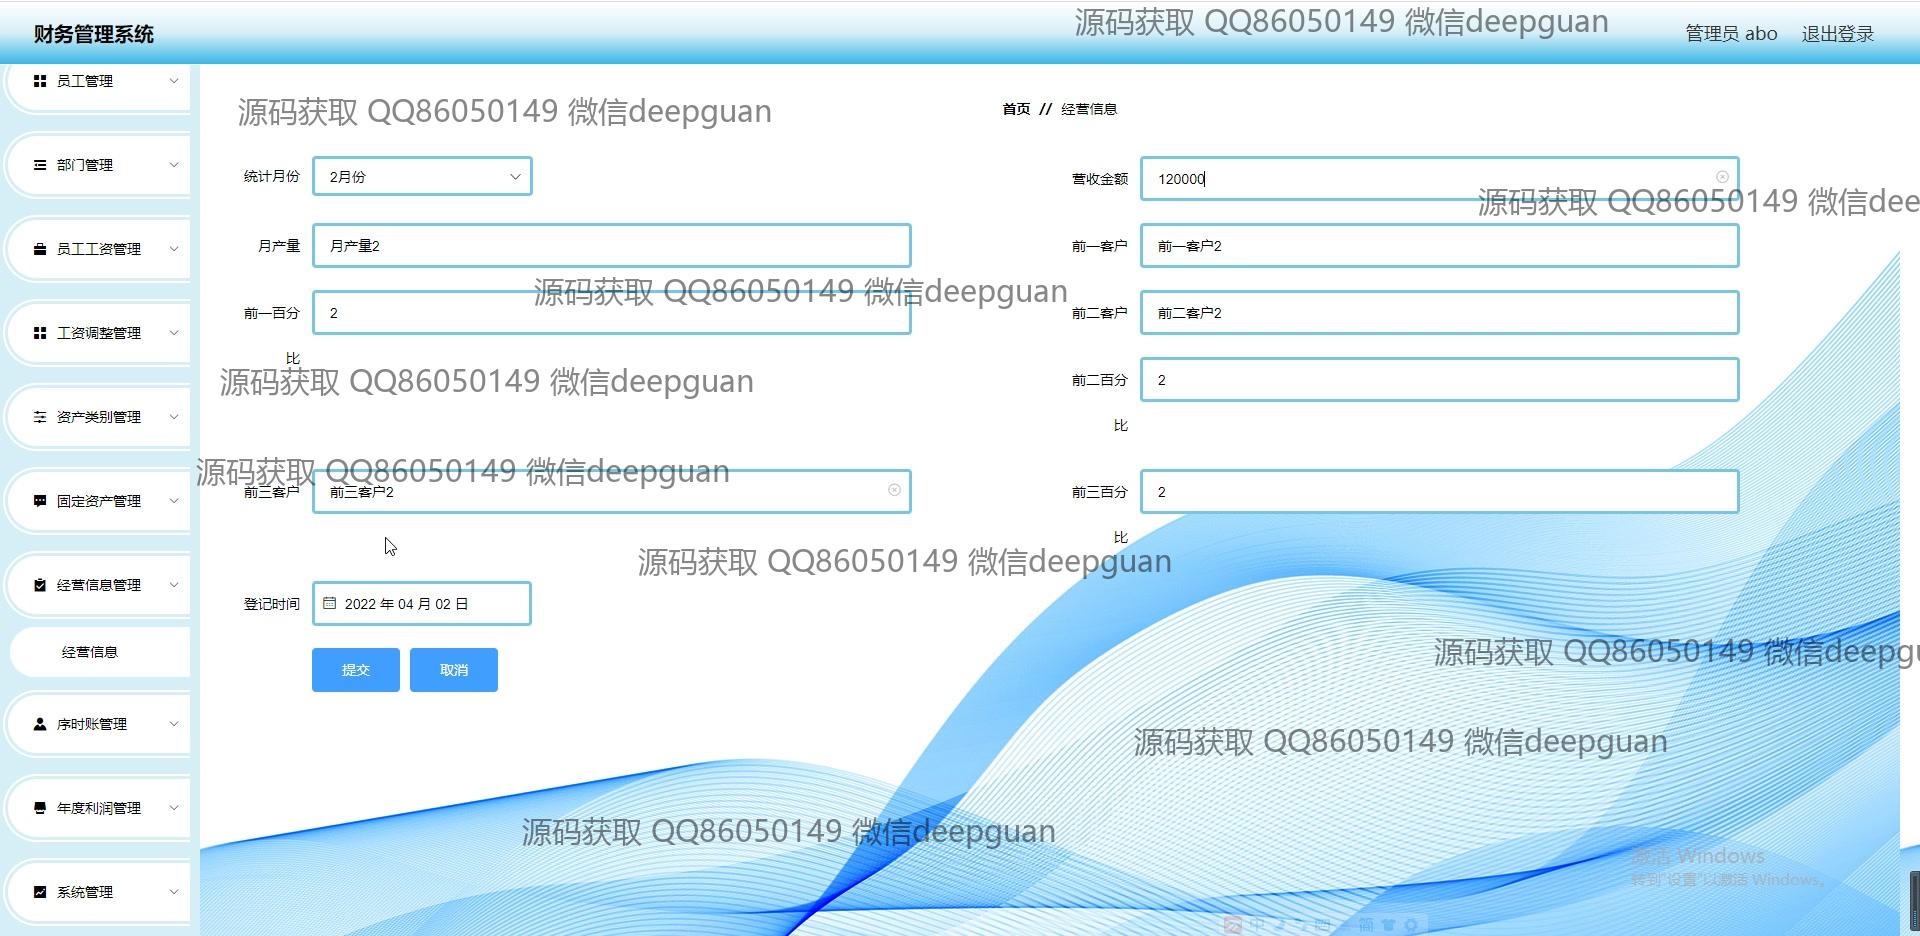 财务管理系统
源码获取 QQ86050149 微信deepguan
管理员 abo
退出登录
员工管理
部门管理
员工工资管理
工资调整管理
资产类别管理
固定资产管理
经营信息管理
经营信息
序时账管理
年度利润管理
系统管理
源码获取 QQ86050149 微信deepguan
首页 // 经营信息
统计月份
2月份
营收金额
120000
源码获取 QQ86050149 微信dee
月产量
月产量2
前一客户
前一客户2
源码获取 QQ86050149 微信deepguan
前一百分
比
2
前二客户
前二客户2
源码获取 QQ86050149 微信deepguan
前二百分
比
2
源码获取 QQ86050149 微信deepguan
前三客户
前三客户2
前三百分
比
2
源码获取 QQ86050149 微信deepguan
登记时间
2022 年 04 月 02 日
提交
取消
源码获取 QQ86050149 微信deepgu
源码获取 QQ86050149 微信deepguan
源码获取 QQ86050149 微信deepguan
激活 Windows
转到"设置"以激活 Windows。
中
简